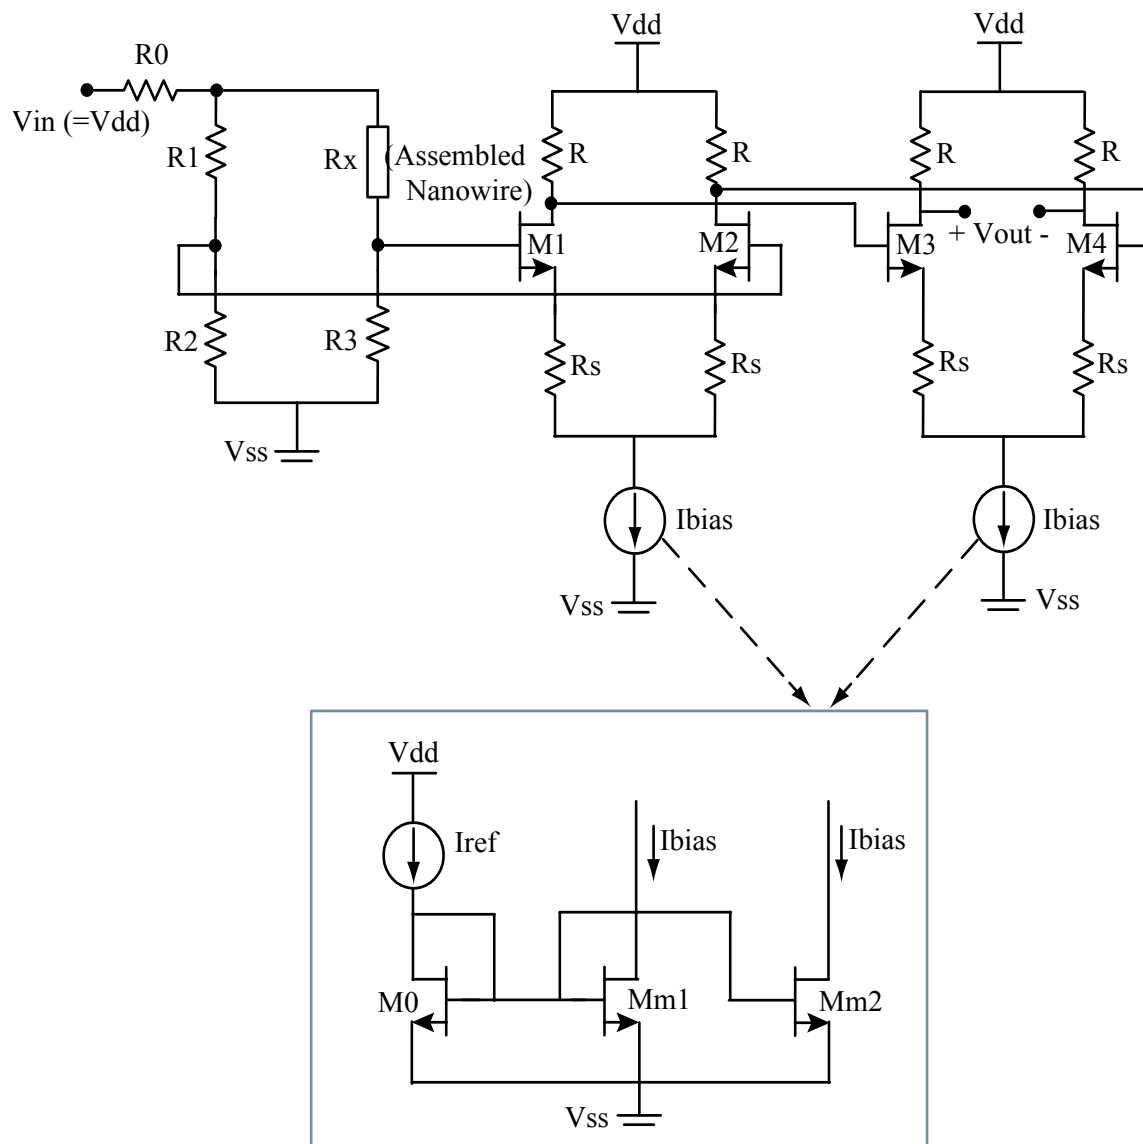 Vdd
Vdd
R0
Vin (=Vdd)
R1
Rx
(Assembled
Nanowire)
R
R
R
R
M1
M2
M3
+ Vout -
M4
R2
R3
Rs
Rs
Rs
Rs
Vss
Ibias
Ibias
Vss
Vss
Vdd
Iref
Ibias
Ibias
M0
Mm1
Mm2
Vss